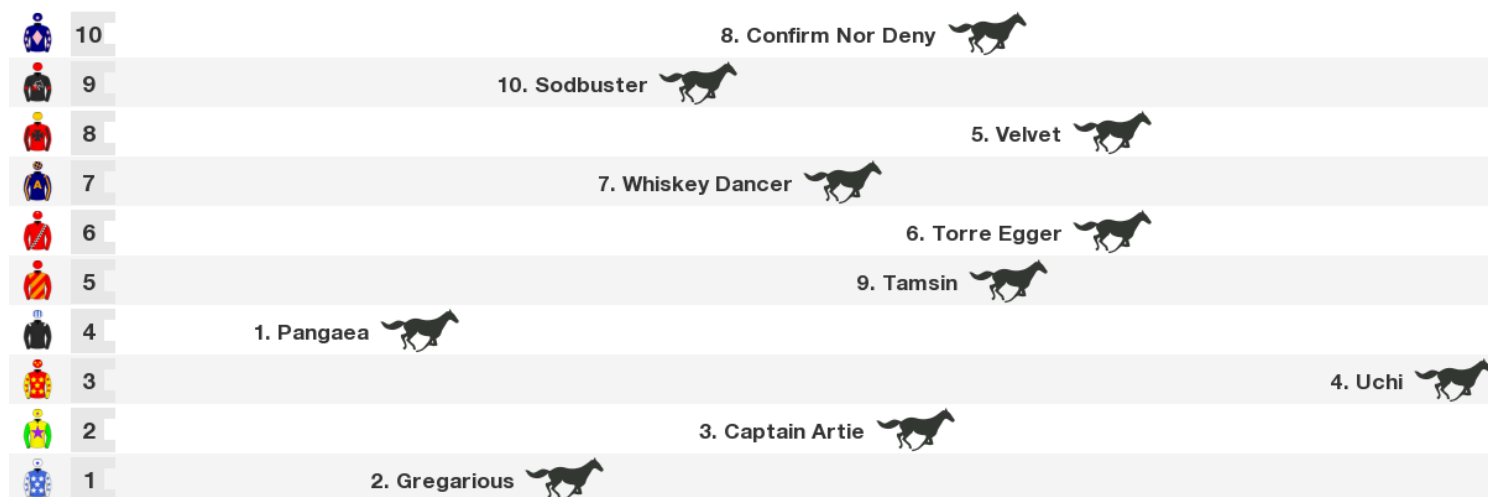 10 8. Confirm Nor Deny
9 10. Sodbuster
8 5. Velvet
7 7. Whiskey Dancer
6 6. Torre Egger
5 9. Tamsin
4 1. Pangaea
3 4. Uchi
2 3. Captain Artie
1 2. Gregarious